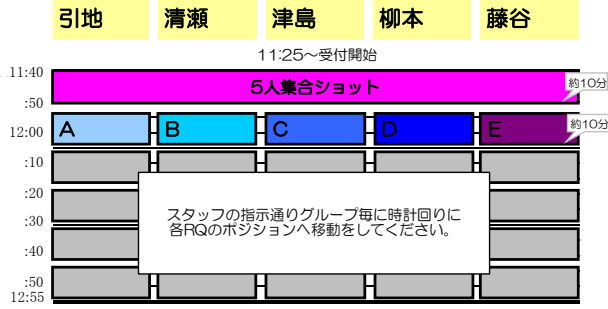 引地 清瀬 津島 柳本 藤谷
11:25～受付開始
11:40
5人集合ショット
約10分
:50
12:00
A B C D E
約10分
:10
:20
スタッフの指示通りグループ毎に時計回りに
各RQのポジションへ移動をしてください。
:30
:40
:50
12:55